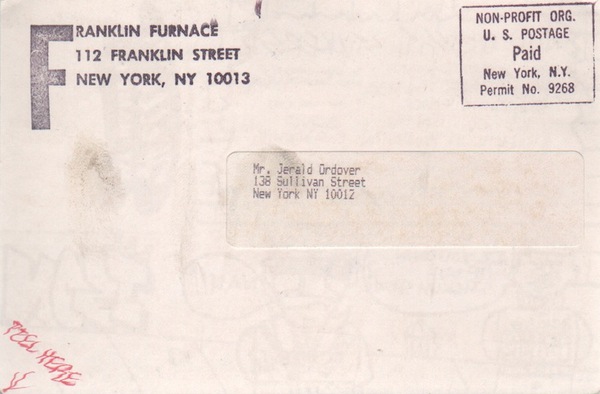 FRANKLIN FURNACE
112 FRANKLIN STREET
NEW YORK, NY 10013
NON-PROFIT ORG.
U. S. POSTAGE
Paid
New York, N.Y.
Permit No. 9268
Mr. Jerald Ordover
138 Sullivan Street
New York NY 10012
PEEL HERE